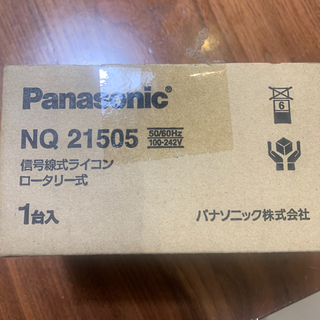 Panasonic
NQ 21505
50/60Hz
100-242V
信号線式ライコン
ロータリー式
1台入
6
パナソニック株式会社